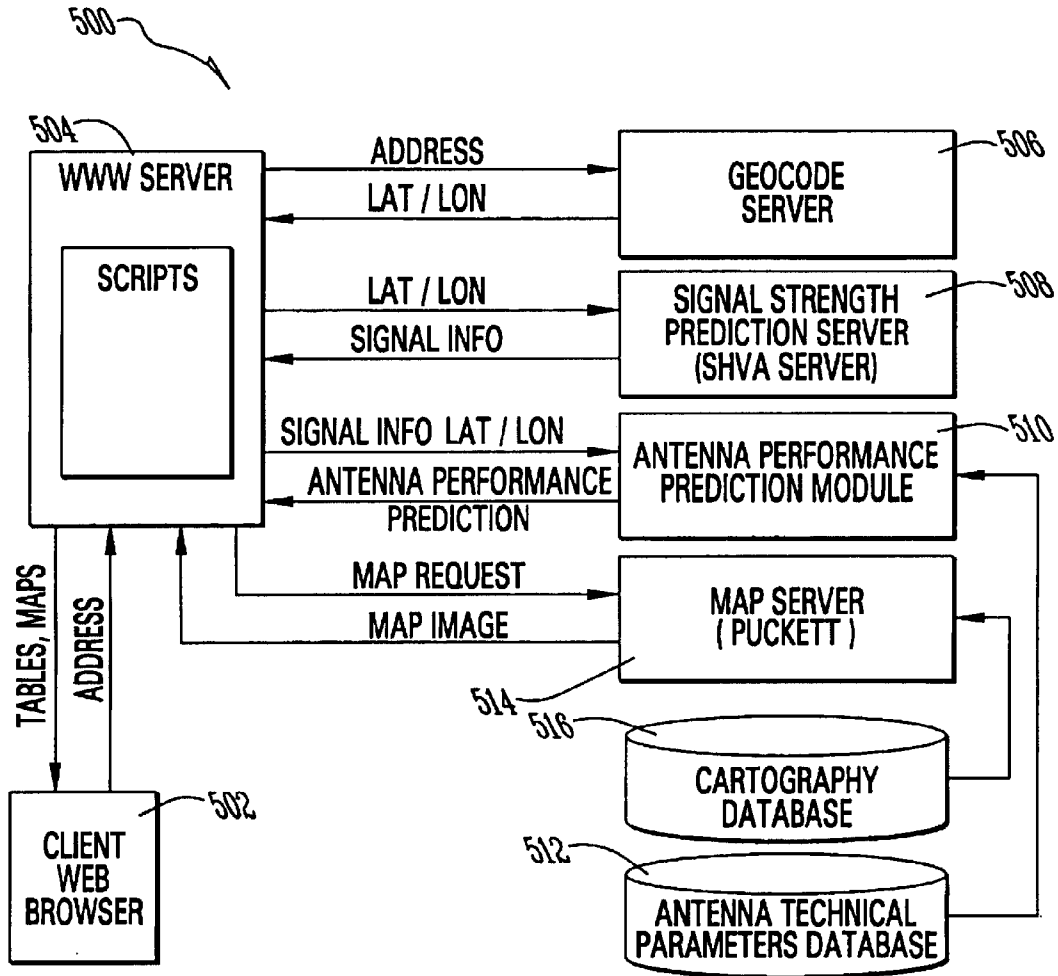 500
504
WWW SERVER
SCRIPTS
ADDRESS
LAT / LON
506
GEOCODE
SERVER
LAT / LON
SIGNAL INFO
508
SIGNAL STRENGTH
PREDICTION SERVER
(SHVA SERVER)
SIGNAL INFO LAT / LON
ANTENNA PERFORMANCE
PREDICTION
510
ANTENNA PERFORMANCE
PREDICTION MODULE
MAP REQUEST
MAP IMAGE
MAP SERVER
( PUCKETT )
514
TABLES, MAPS
ADDRESS
516
CARTOGRAPHY
DATABASE
502
CLIENT
WEB
BROWSER
512
ANTENNA TECHNICAL
PARAMETERS DATABASE